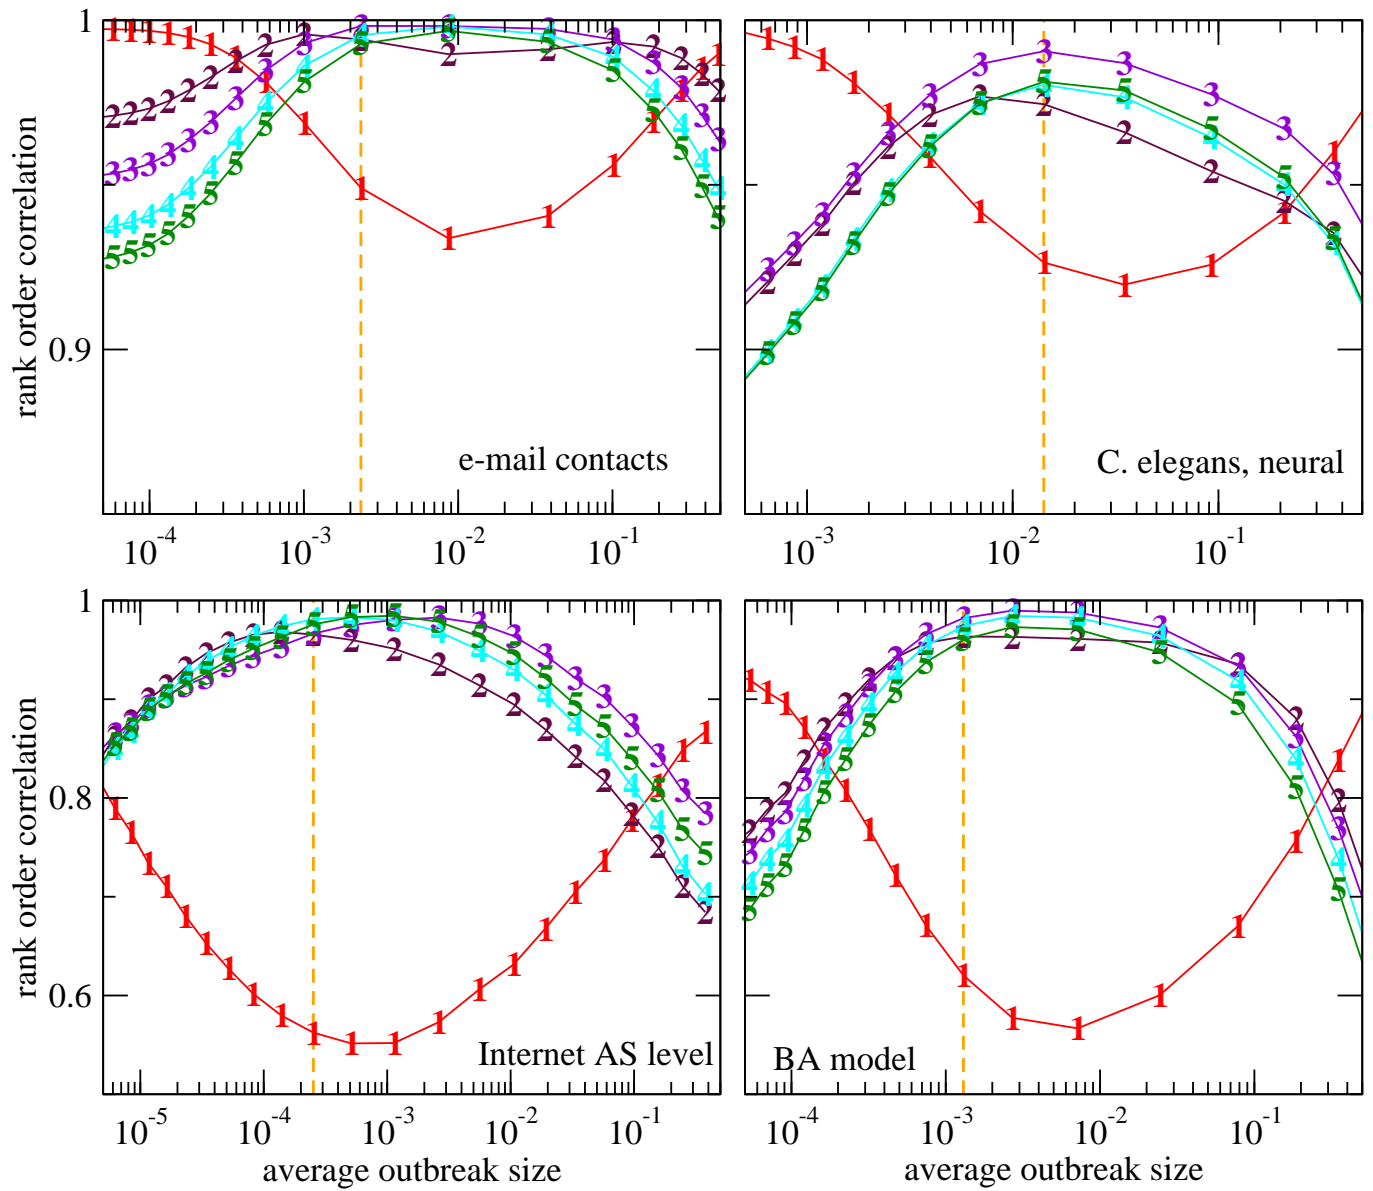 1
0.9
rank order correlation
e-mail contacts
10-4 10-3 10-2 10-1
C. elegans, neural
10-3 10-2 10-1
1
0.8
0.6
rank order correlation
Internet AS level
10-5 10-4 10-3 10-2 10-1
average outbreak size
BA model
10-4 10-3 10-2 10-1
average outbreak size